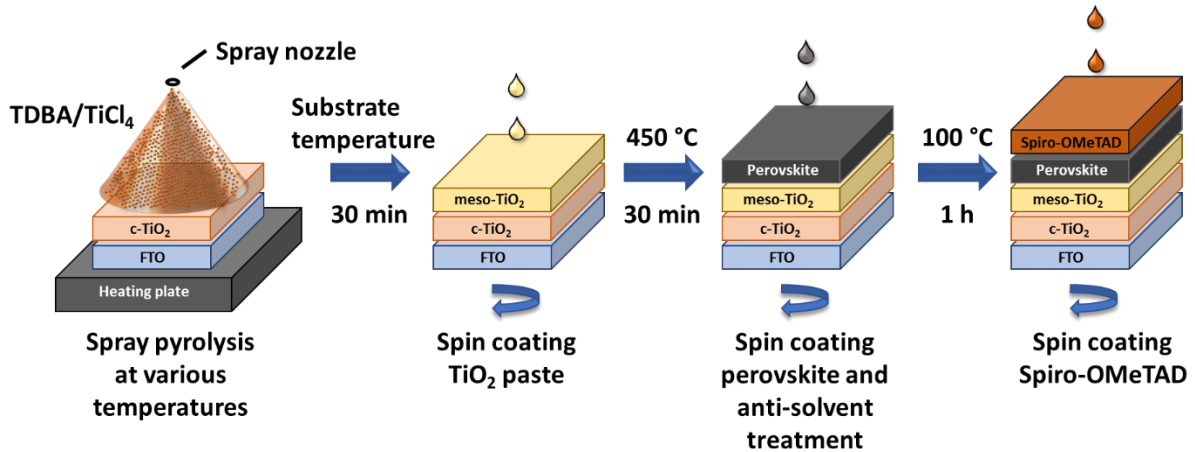 Spray nozzle
TDBA/TiCl₄
c-TiO₂
FTO
Heating plate
Spray pyrolysis
at various
temperatures
Substrate
temperature
30 min
meso-TiO₂
c-TiO₂
FTO
Spin coating
TiO₂ paste
450 °C
30 min
Perovskite
meso-TiO₂
c-TiO₂
FTO
Spin coating
perovskite and
anti-solvent
treatment
100 °C
1 h
Spiro-OMeTAD
Perovskite
meso-TiO₂
c-TiO₂
FTO
Spin coating
Spiro-OMeTAD